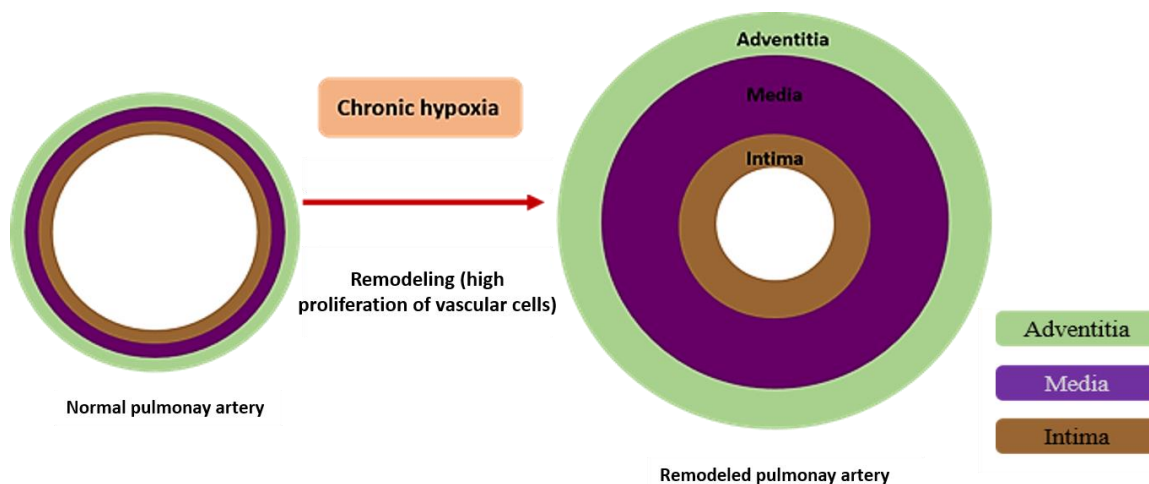 Adventitia
Media
Intima
Chronic hypoxia
Remodeling (high
proliferation of vascular cells)
Normal pulmonay artery
Remodeled pulmonay artery
Adventitia
Media
Intima